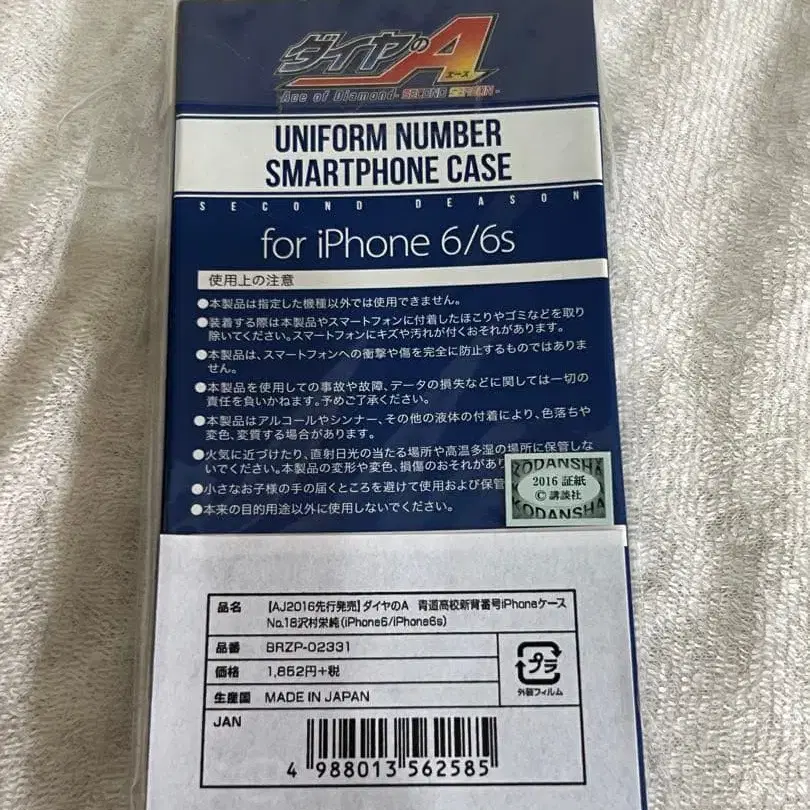 ダイヤのA
エース
Ace of Diamond -SECOND SEASON-
UNIFORM NUMBER
SMARTPHONE CASE
SECOND DEASON
for iPhone 6/6s
使用上の注意
●本製品は指定した機種以外では使用できません。
●装着する際は本製品やスマートフォンに付着したほこりやゴミなどを取り
除いてください。スマートフォンにキズや汚れが付くおそれがあります。
●本製品は、スマートフォンへの衝撃や傷を完全に防止するものではありま
せん。
●本製品を使用しての事故や故障、データの損失などに関しては一切の
責任を負いかねます。予めご了承ください。
●本製品はアルコールやシンナー、その他の液体の付着により、色落ちや
変色、変質する場合があります。
●火気に近づけたり、直射日光の当たる場所や高温多湿の場所に保管しな
いでください。本製品の変形や変色、損傷のおそれがあり
●小さなお子様の手の届くところを避けて使用および保管
●本来の目的用途以外に使用しないでください。
KODANSHA
2016 証紙
©講談社
KODANSHA
品名 【AJ2016先行発売】ダイヤのA 青道高校新背番号iPhoneケース
No.18沢村栄純(iPhone6/iPhone6s)
品番 BRZP-02331
価格 1,852円+税
生産国 MADE IN JAPAN
プラ
外装フィルム
JAN
4 988013 562585